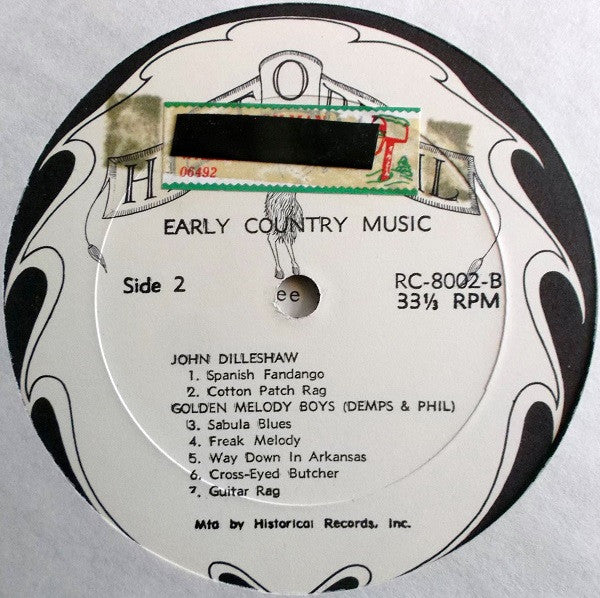 06492
EARLY COUNTRY MUSIC
Side 2
RC-8002-B
33⅓ RPM
ee
JOHN DILLESHAW
1. Spanish Fandango
2. Cotton Patch Rag
GOLDEN MELODY BOYS (DEMPS & PHIL)
3. Sabula Blues
4. Freak Melody
5. Way Down In Arkansas
6. Cross-Eyed Butcher
7. Guitar Rag
Mtd by Historical Records, Inc.